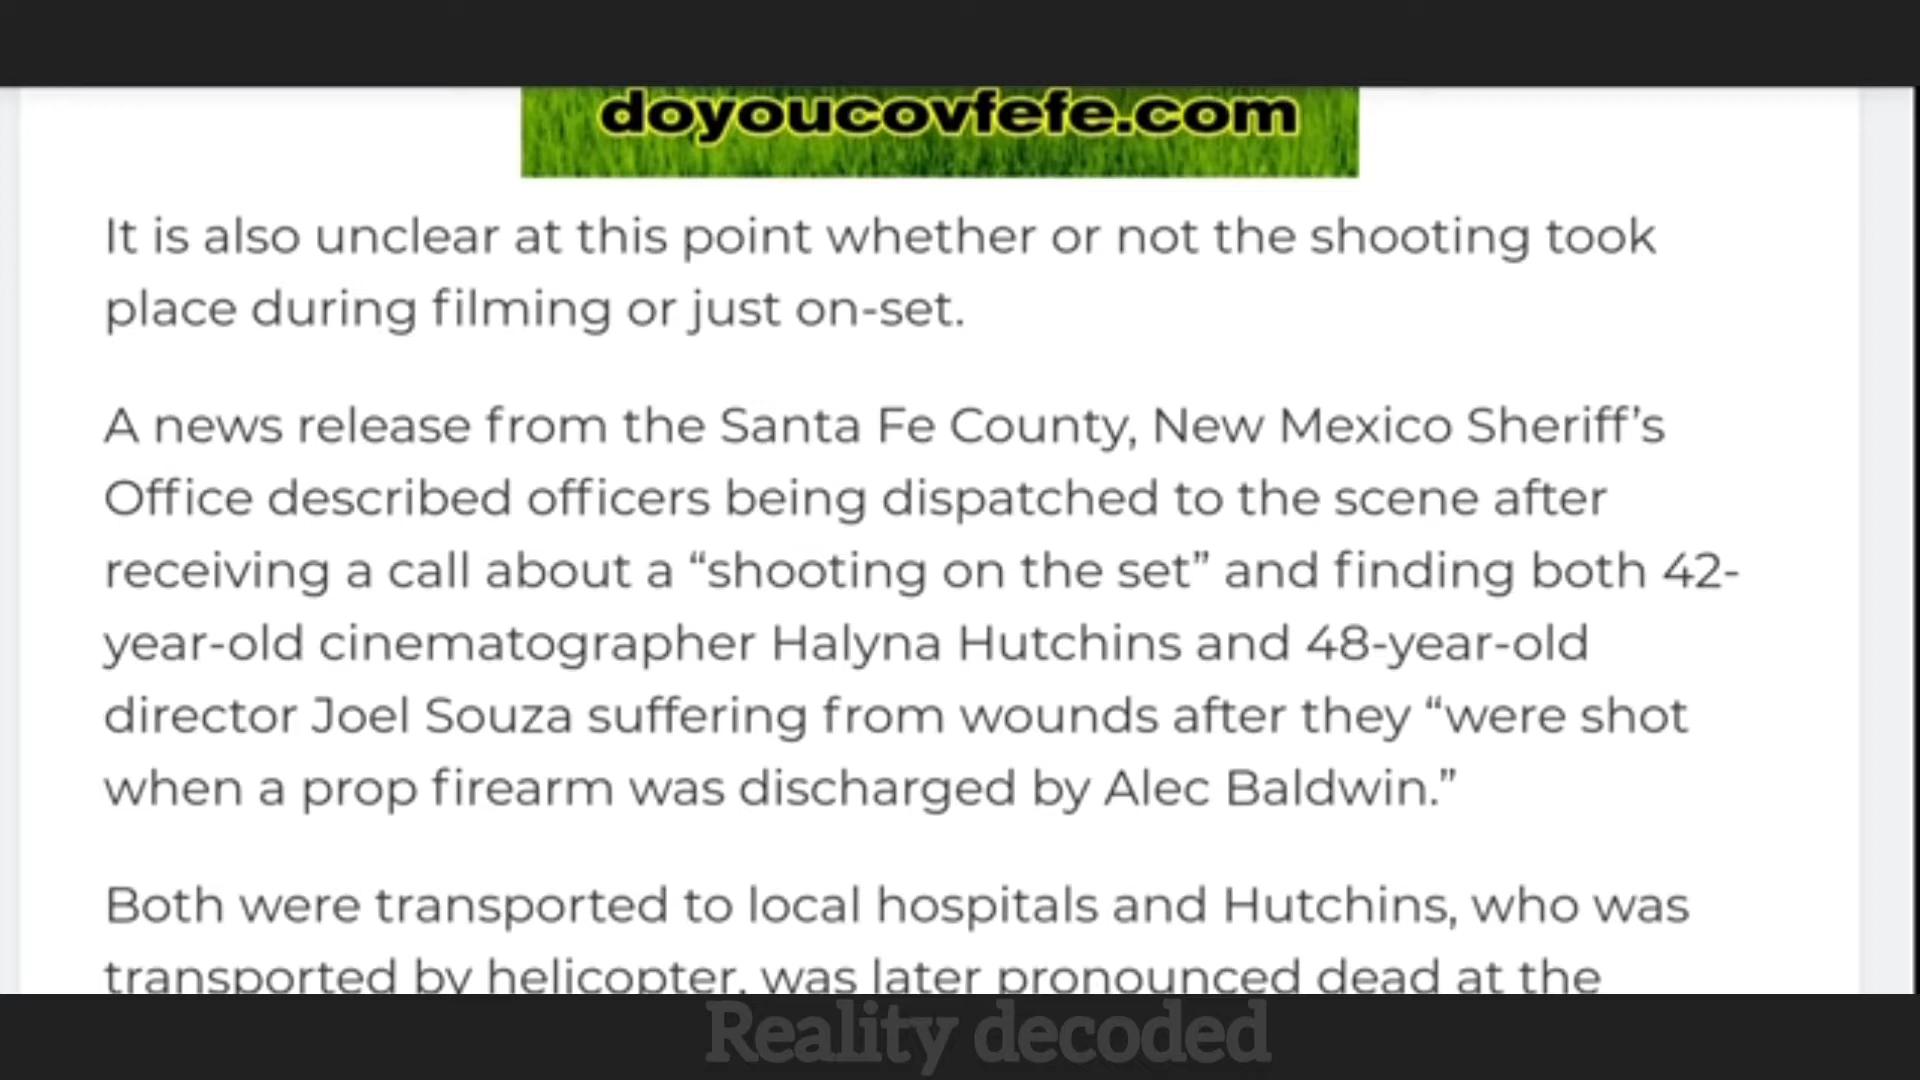 doyoucovfefe.com
It is also unclear at this point whether or not the shooting took
place during filming or just on-set.
A news release from the Santa Fe County, New Mexico Sheriff’s
Office described officers being dispatched to the scene after
receiving a call about a “shooting on the set” and finding both 42-
year-old cinematographer Halyna Hutchins and 48-year-old
director Joel Souza suffering from wounds after they “were shot
when a prop firearm was discharged by Alec Baldwin.”
Both were transported to local hospitals and Hutchins, who was
transported by helicopter, was later pronounced dead at the
Reality decoded